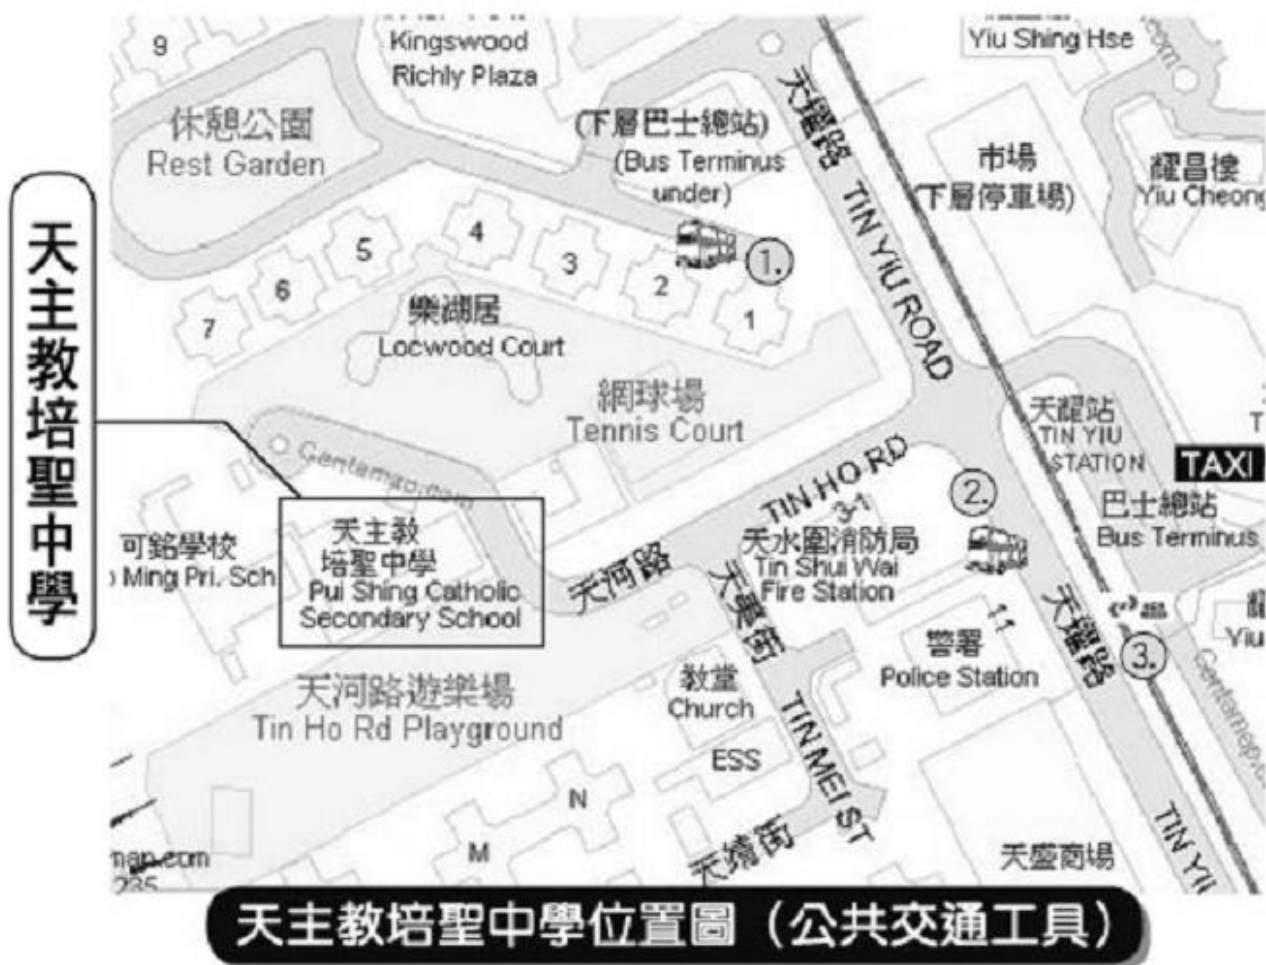 9
Kingswood
Richly Plaza
Yiu Shing Hse
休憩公園
Rest Garden
(下層巴士總站)
(Bus Terminus
under)
天耀路
TIN YIU ROAD
市場
(下層停車場)
耀昌樓
Yiu Cheong
天主教培聖中學
7
6
5
4
3
2
1
1.
樂湖居
Locwood Court
網球場
Tennis Court
天耀站
TIN YIU
STATION
TAXI
巴士總站
Bus Terminus
Centamap.com
可銘學校
Ming Pri. Sch
天主教
培聖中學
Pui Shing Catholic
Secondary School
天河路
TIN HO RD
2.
天水圍消防局
Tin Shui Wai
Fire Station
天美街
TIN MEI ST
11
警署
Police Station
天耀路
3.
Yiu
天河路遊樂場
Tin Ho Rd Playground
教堂
Church
ESS
N
M
天盛商場
TIN YIU
map.com
235
天主教培聖中學位置圖（公共交通工具）